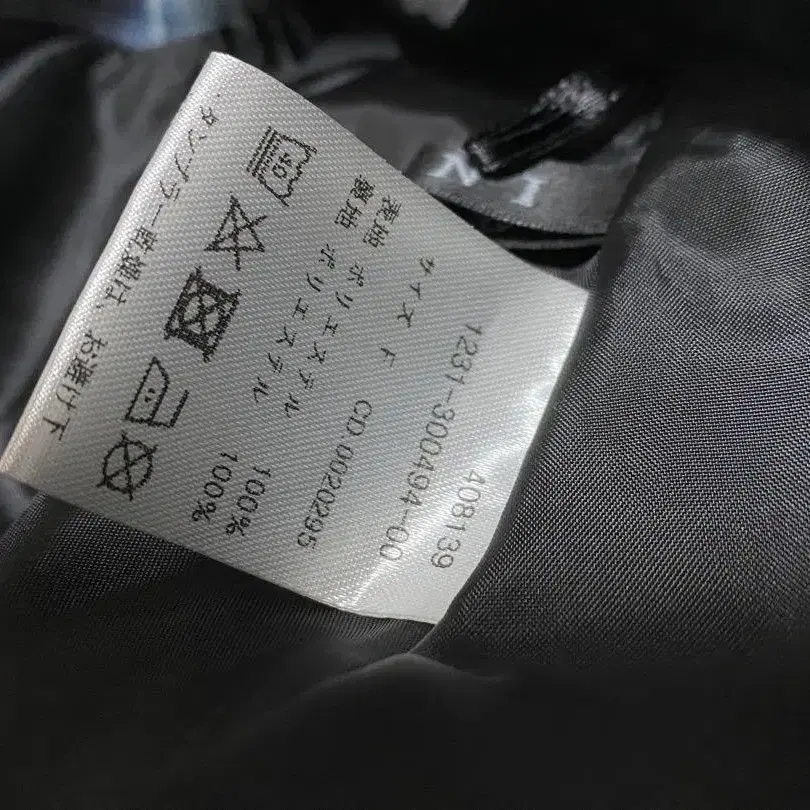 408139
1231-300494-00
サイズ F CD.0020295
表地 ポリエステル 100%
裏地 ポリエステル 100%
40
タンブラー乾燥は、お避け下
N I